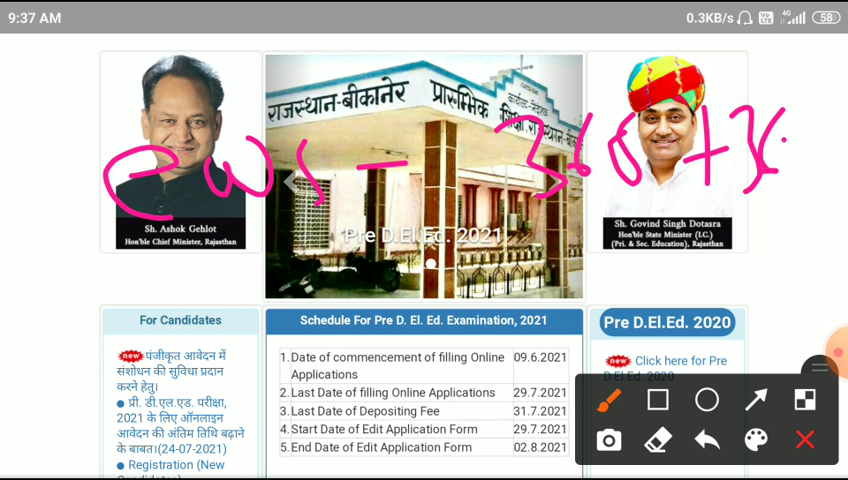 9:37 AM
0.3KB/s
4G
58
राजस्थान-बीकानेर
प्रारम्भिक
शिक्षा राजस्थान-बीका
Pre D.El.Ed. 2021
ews - 360 +
Sh. Ashok Gehlot
Hon'ble Chief Minister, Rajasthan
Sh. Govind Singh Dotasra
Hon'ble State Minister (I.C.)
(Pri. & Sec. Education), Rajasthan
For Candidates
new पंजीकृत आवेदन में
संशोधन की सुविधा प्रदान
करने हेतु।
प्री. डी.एल.एड. परीक्षा,
2021 के लिए ऑनलाइन
आवेदन की अंतिम तिथि बढ़ाने
के बाबत।(24-07-2021)
Registration (New
Candidates)
Schedule For Pre D. El. Ed. Examination, 2021
1. Date of commencement of filling Online Applications 09.6.2021
2. Last Date of filling Online Applications 29.7.2021
3. Last Date of Depositing Fee 31.7.2021
4. Start Date of Edit Application Form 29.7.2021
5. End Date of Edit Application Form 02.8.2021
Pre D.El.Ed. 2020
new Click here for Pre
D.El.Ed. 2020